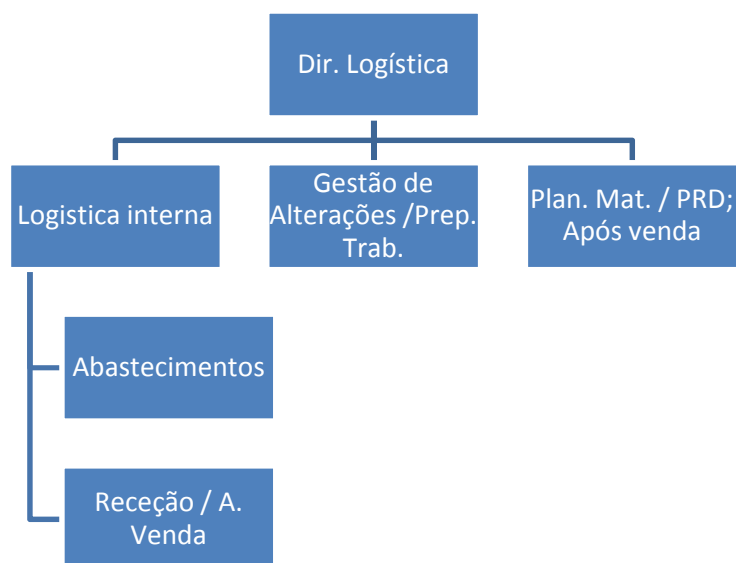 Dir. Logística
Logistica interna
Gestão de
Alterações /Prep.
Trab.
Plan. Mat. / PRD;
Após venda
Abastecimentos
Receção / A.
Venda